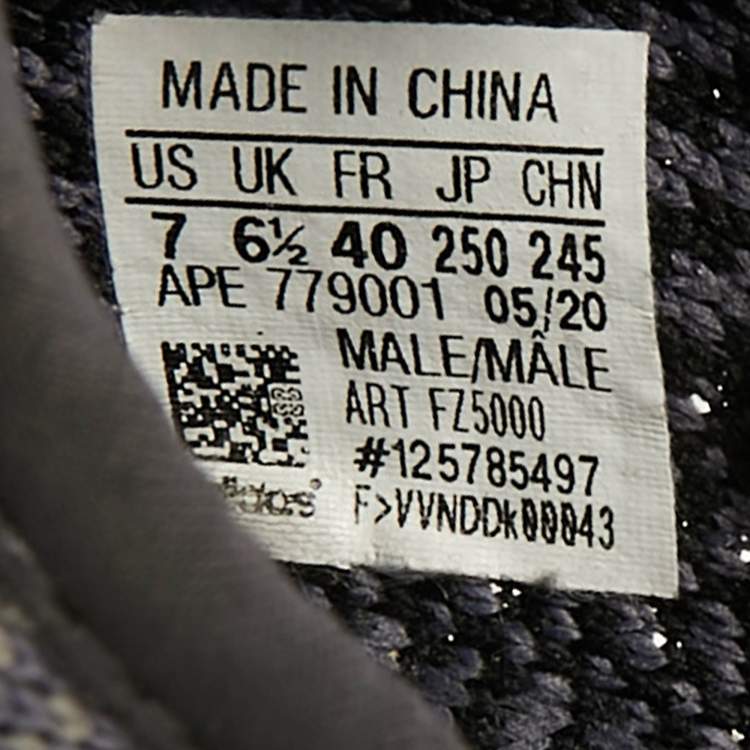 MADE IN CHINA
US UK FR JP CHN
7 6½ 40 250 245
APE 779001 05/20
MALE/MÂLE
ART FZ5000
#125785497
F>VVNDDk00043
adidas®